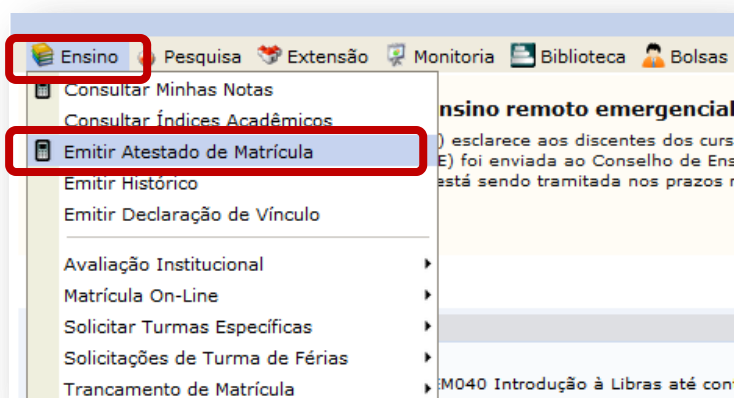 Ensino Pesquisa Extensão Monitoria Biblioteca Bolsas
Consultar Minhas Notas
Consultar Índices Acadêmicos
Emitir Atestado de Matrícula
Emitir Histórico
Emitir Declaração de Vínculo
Avaliação Institucional
Matrícula On-Line
Solicitar Turmas Específicas
Solicitações de Turma de Férias
Trancamento de Matrícula
nsino remoto emergencial
) esclarece aos discentes dos curs
E) foi enviada ao Conselho de Ens
está sendo tramitada nos prazos
M040 Introdução à Libras até con